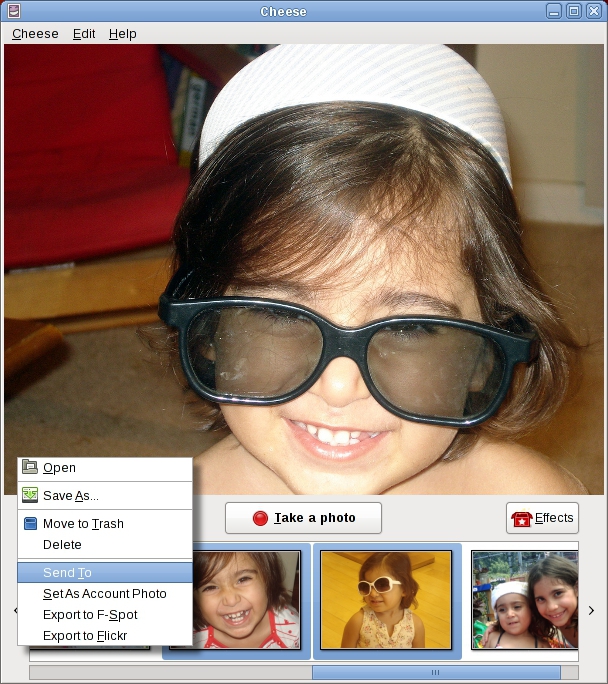 Cheese
Cheese Edit Help
Open
Save As...
Move to Trash
Delete
Send To
Set As Account Photo
Export to F-Spot
Export to Flickr
Take a photo
Effects